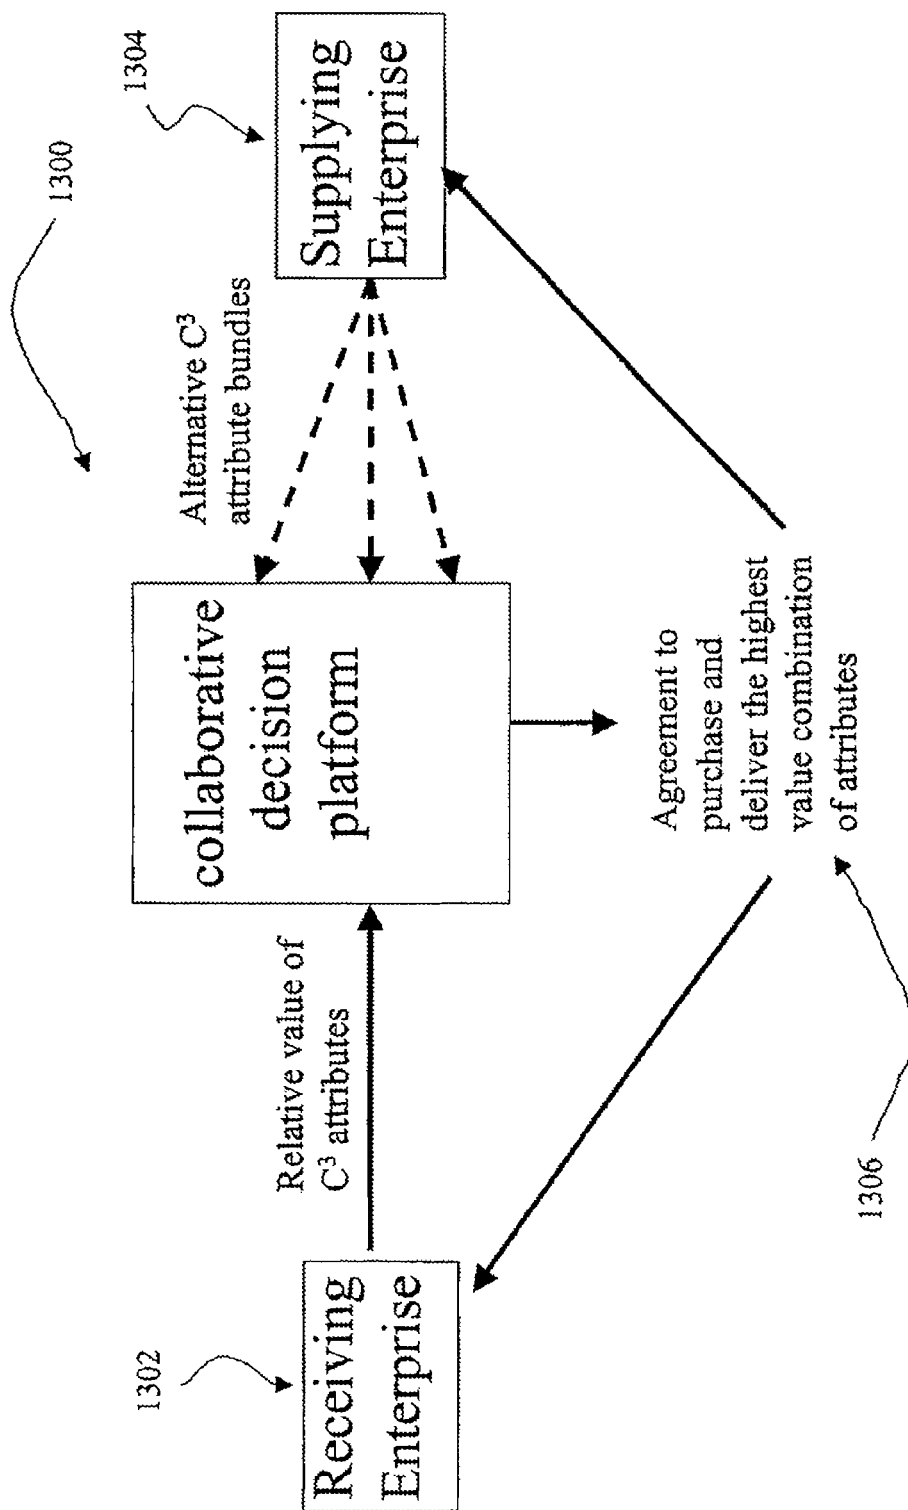 1300
1304
1302
Receiving
Enterprise
Relative value of
C³ attributes
collaborative
decision
platform
Alternative C³
attribute bundles
Supplying
Enterprise
Agreement to
purchase and
deliver the highest
value combination
of attributes
1306